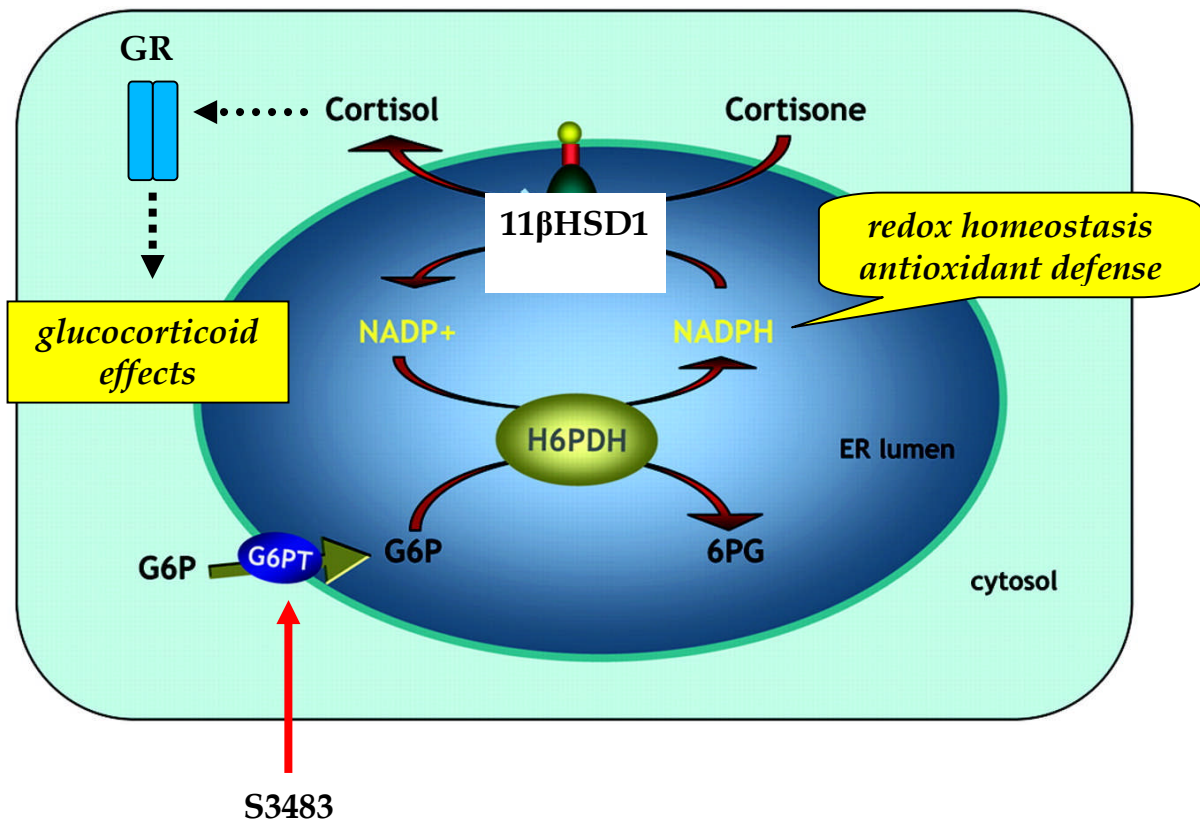 GR
Cortisol
Cortisone
11βHSD1
redox homeostasis
antioxidant defense
glucocorticoid
effects
NADP+
NADPH
H6PDH
ER lumen
G6P
G6PT
G6P
6PG
cytosol
S3483